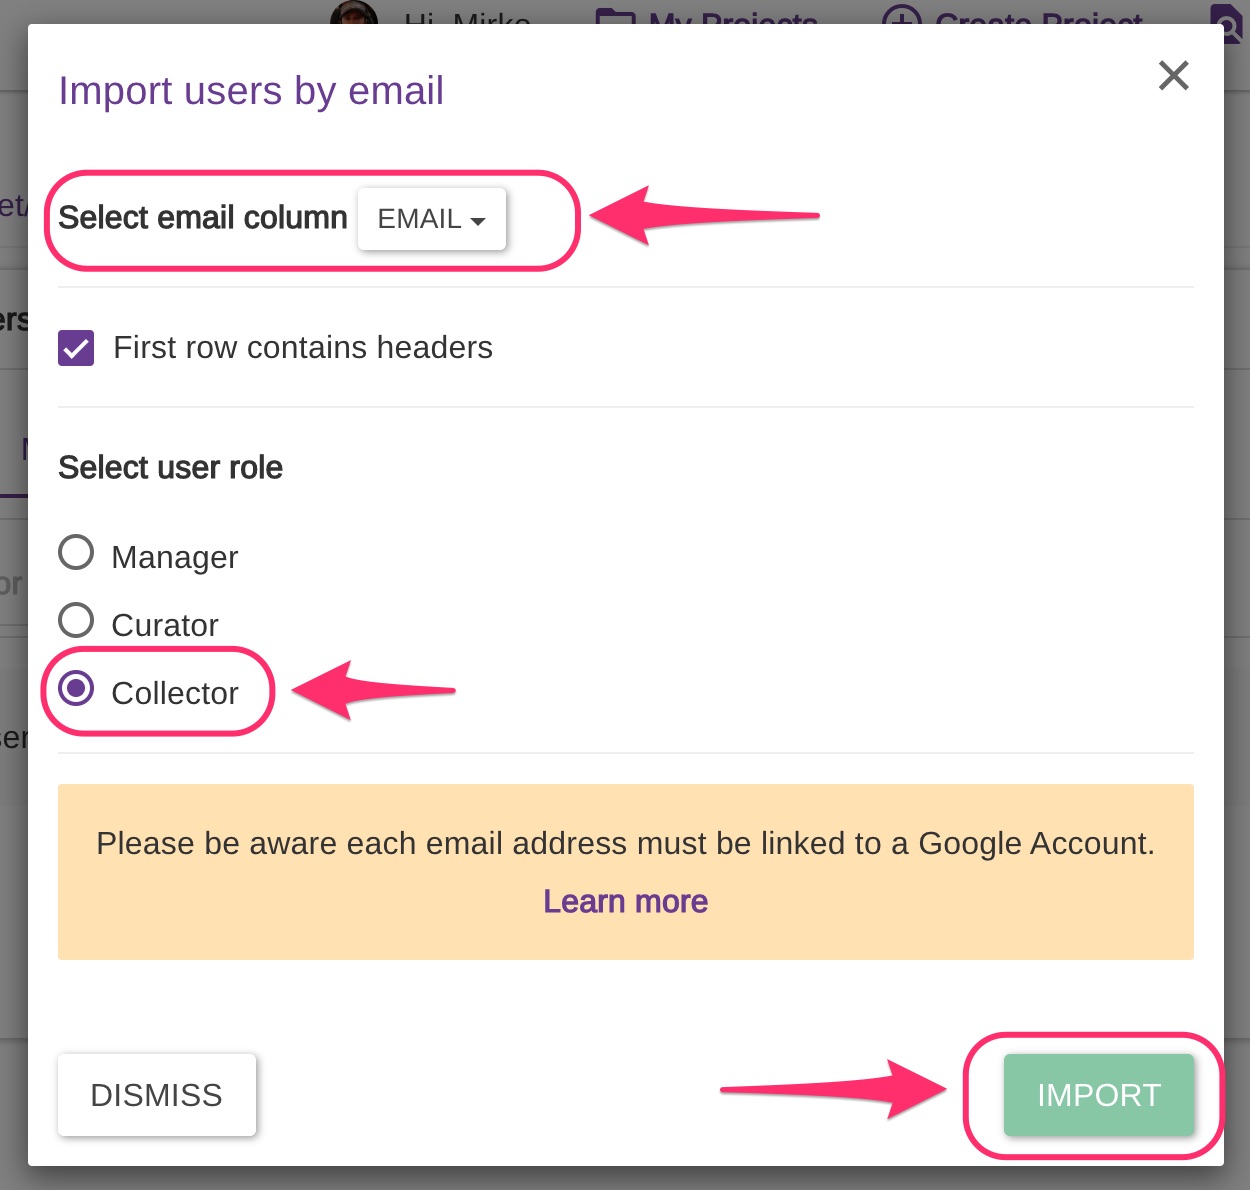 Hi, Mirko My Projects Create Project
Import users by email
Select email column EMAIL
First row contains headers
Select user role
Manager
Curator
Collector
Please be aware each email address must be linked to a Google Account.
Learn more
DISMISS IMPORT